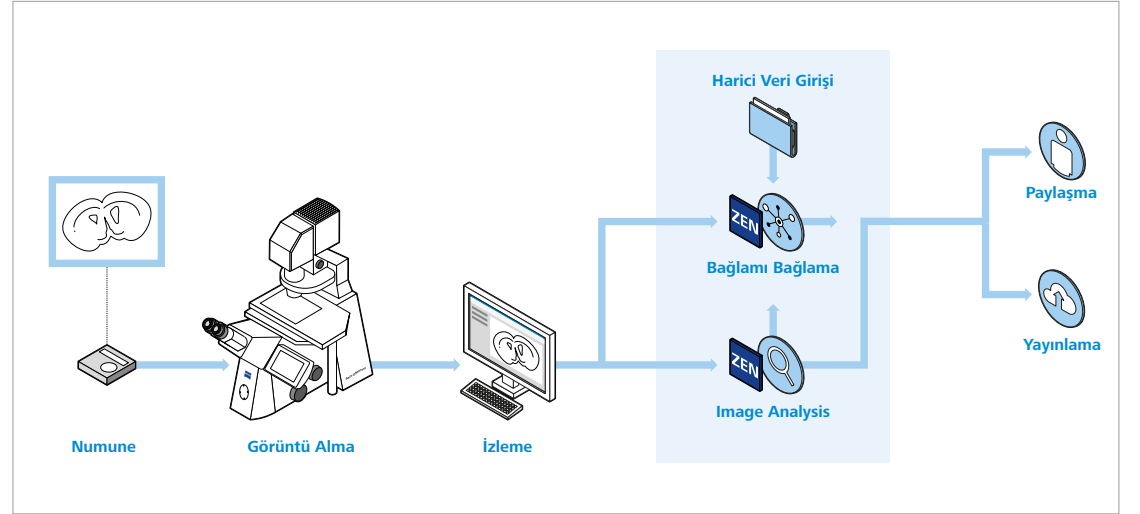 Harici Veri Girişi
ZEN
Bağlamı Bağlama
ZEN
Image Analysis
Numune
Görüntü Alma
İzleme
Paylaşma
Yayınlama